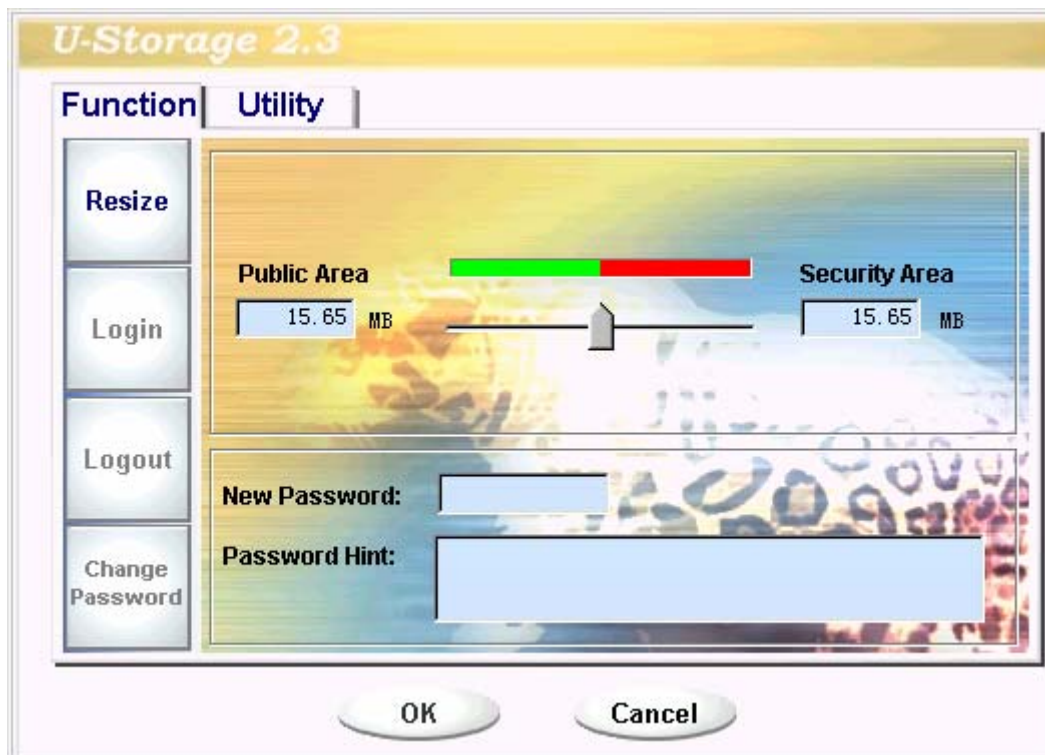 U-Storage 2.3
Function Utility
Resize
Login
Logout
Change
Password
Public Area Security Area
15.65 MB 15.65 MB
New Password:
Password Hint:
OK Cancel